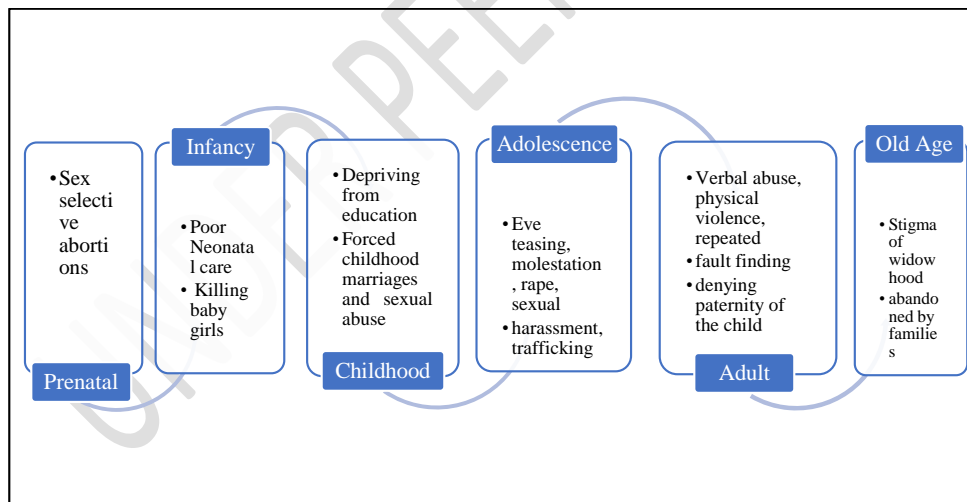 • Sex
selecti
ve
aborti
ons
Prenatal
Infancy
• Poor
Neonata
l care
• Killing
baby
girls
• Depriving
from
education
• Forced
childhood
marriages
and sexual
abuse
Childhood
Adolescence
• Eve
teasing,
molestation
, rape,
sexual
• harassment,
trafficking
• Verbal abuse,
physical
violence,
repeated
• fault finding
• denying
paternity of
the child
Adult
Old Age
• Stigma
of
widow
hood
• abando
ned by
familie
s
UNDER PEE